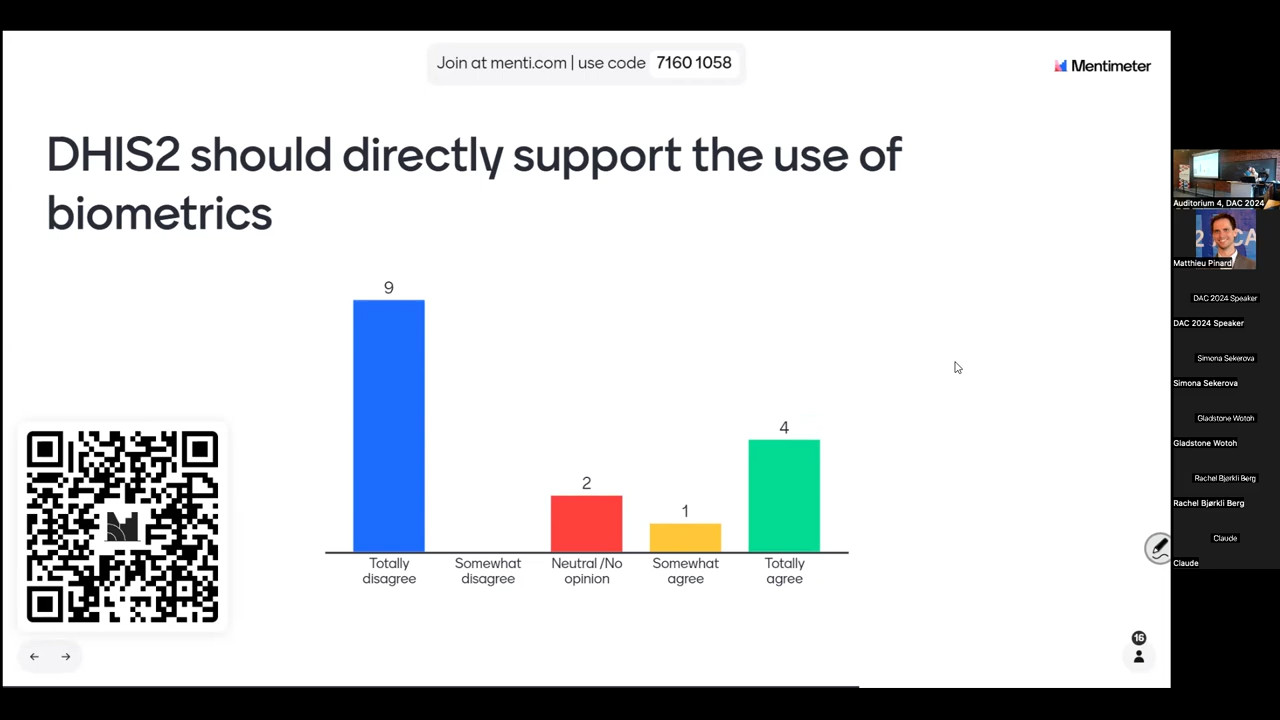 Join at menti.com | use code 7160 1058
Mentimeter
DHIS2 should directly support the use of
biometrics
9
2
1
4
Totally
disagree
Somewhat
disagree
Neutral /No
opinion
Somewhat
agree
Totally
agree
16
Auditorium 4, DAC 2024
2 ACA
Matthieu Pinard
DAC 2024 Speaker
DAC 2024 Speaker
Simona Sekerova
Simona Sekerova
Gladstone Wotoh
Gladstone Wotoh
Rachel Bjørkli Berg
Rachel Bjørkli Berg
Claude
Claude